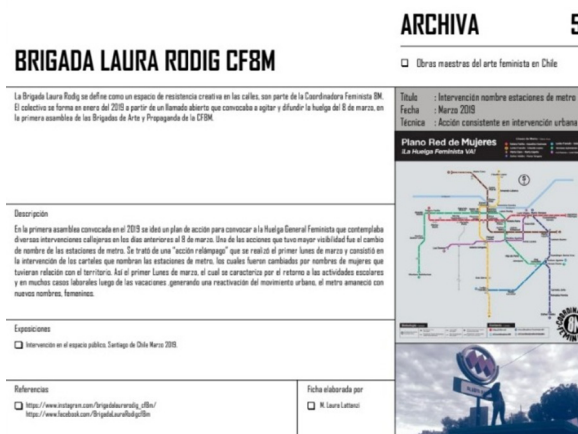 BRIGADA LAURA RODIG CF8M
La Brigada Laura Rodig se define como un espacio de resistencia creativa en las calles, son parte de la Coordinadora Feminista 8M.
El colectivo se forma en enero del 2019 a partir de un llamado abierto que convocaba a agitar y difundir la huelga del 8 de marzo, en
la primera asamblea de las Brigadas de Arte y Propaganda de la CF8M.
Descripción
En la primera asamblea convocada en el 2019 se ideó un plan de acción para convocar a la Huelga General Feminista que contemplaba
diversas intervenciones callejeras en los días anteriores al 8 de marzo. Una de las acciones que tuvo mayor visibilidad fue el cambio
de nombre de las estaciones de metro. Se trató de una "acción relámpago" que se realizó el primer lunes de marzo y consistió en
la intervención de los carteles que nombran las estaciones de metro, los cuales fueron cambiados por nombres de mujeres que
tuvieran relación con el territorio. Así el primer Lunes de marzo, el cual se caracteriza por el retorno a las actividades escolares
y en muchos casos laborales luego de las vacaciones ,generando una reactivación del movimiento urbano, el metro amaneció con
nuevos nombres, femeninos.
Exposiciones
Intervención en el espacio público. Santiago de Chile Marzo 2019.
Referencias
https://www.instagram.com/brigadalaurarodig_cf8m/
https://www.facebook.com/BrigadaLauraRodigcf8m
Ficha elaborada por
M. Laura Lattanzi
ARCHIVA
Obras maestras del arte feminista en Chile
Título : Intervención nombre estaciones de metro
Fecha : Marzo 2019
Técnica : Acción consistente en intervención urbana
Plano Red de Mujeres
¡La Huelga Feminista VA!
8M